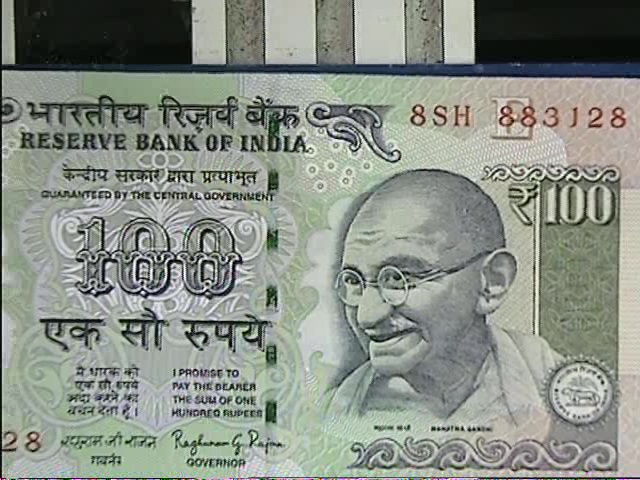 भारतीय रिज़र्व बैंक
RESERVE BANK OF INDIA
8SH 883128
केन्द्रीय सरकार द्वारा प्रत्याभूत
GUARANTEED BY THE CENTRAL GOVERNMENT
₹100
100
एक सौ रुपये
मैं धारक को
एक सौ रुपये
अदा करने का
वचन देता हूँ।
I PROMISE TO
PAY THE BEARER
THE SUM OF ONE
HUNDRED RUPEES
महात्मा गांधी MAHATMA GANDHI
28
रघुराम जी राजन
Raghuram G. Rajan
गवर्नर
GOVERNOR